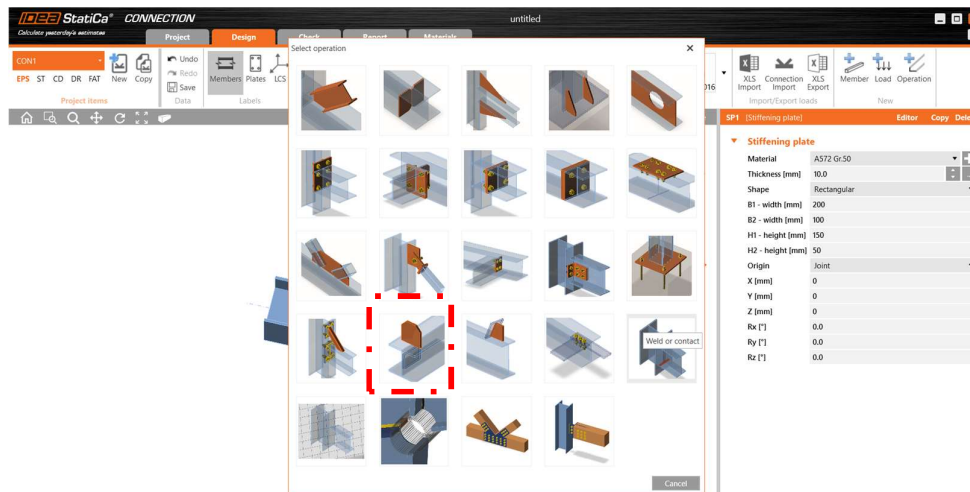 IDEA StatiCa® CONNECTION
untitled
Calculate yesterday's estimates
Project
Design
Check
Report
Materials
Select operation
CON1
EPS ST CD DR FAT
New
Copy
Undo
Redo
Save
Members
Plates
LCS
XLS Import
Connection Import
XLS Export
Member
Load
Operation
Project items
Data
Labels
Import/Export loads
New
SP1 [Stiffening plate]
Editor Copy
Stiffening plate
Material A572 Gr.50
Thickness [mm] 10.0
Shape Rectangular
B1 - width [mm] 200
B2 - width [mm] 100
H1 - height [mm] 150
H2 - height [mm] 50
Origin Joint
X [mm] 0
Y [mm] 0
Z [mm] 0
Rx [°] 0.0
Ry [°] 0.0
Rz [°] 0.0
Weld or contact
Cancel